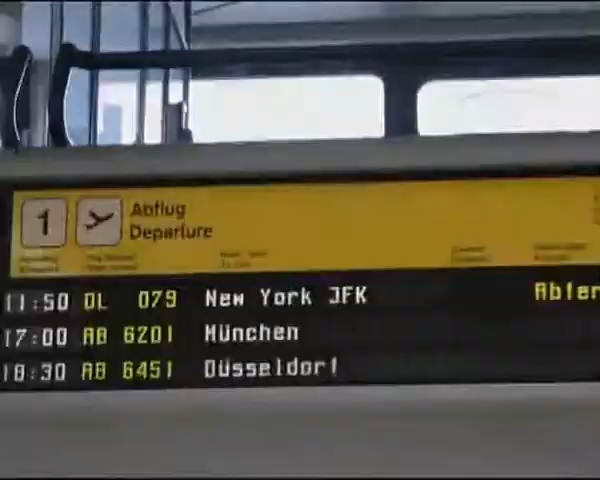 1 Abflug
Departure
11:50 DL 079 New York JFK
17:00 AB 6201 München
18:30 AB 6451 Düsseldorf